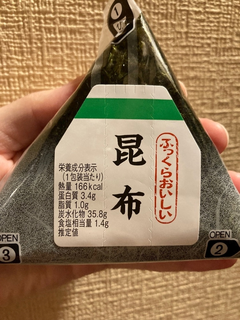 1
昆布
ふっくらおいしい
栄養成分表示
(1包装当たり)
熱量 166kcal
蛋白質 3.4g
脂質 1.0g
炭水化物 35.8g
食塩相当量 1.4g
推定値
OPEN
3
OPEN
2